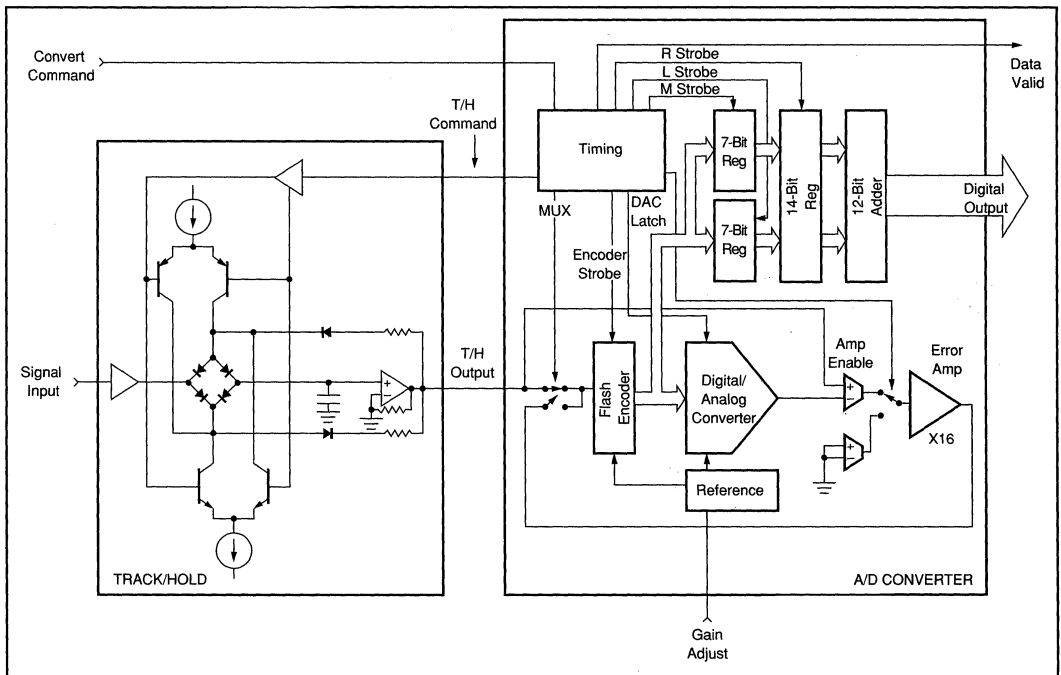 Convert
Command
R Strobe
L Strobe
M Strobe
Data
Valid
T/H
Command
Timing
7-Bit
Reg
14-Bit
Reg
12-Bit
Adder
Digital
Output
MUX
DAC
Latch
7-Bit
Reg
Encoder
Strobe
Signal
Input
+
−
T/H
Output
Flash
Encoder
Digital/
Analog
Converter
Amp
Enable
+
−
Error
Amp
X16
+
−
Reference
TRACK/HOLD
A/D CONVERTER
Gain
Adjust